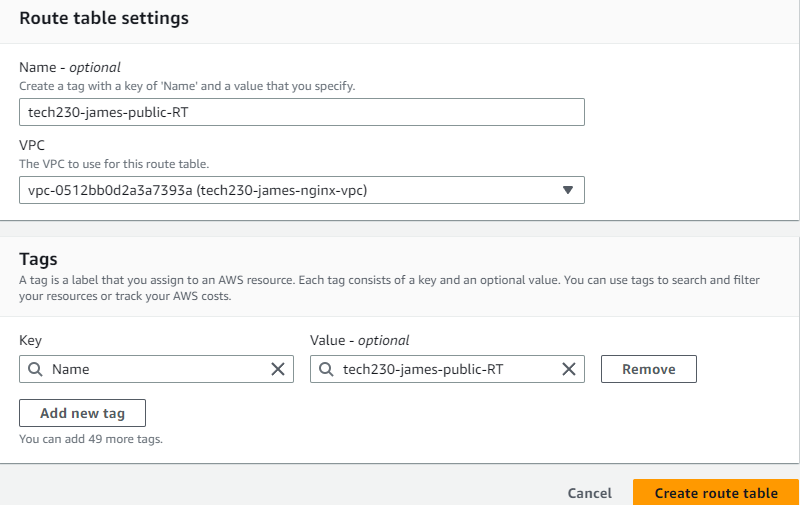 Route table settings
Name - optional
Create a tag with a key of 'Name' and a value that you specify.
tech230-james-public-RT
VPC
The VPC to use for this route table.
vpc-0512bb0d2a3a7393a (tech230-james-nginx-vpc)
Tags
A tag is a label that you assign to an AWS resource. Each tag consists of a key and an optional value. You can use tags to search and filter
your resources or track your AWS costs.
Key Value - optional
Name tech230-james-public-RT Remove
Add new tag
You can add 49 more tags.
Cancel Create route table